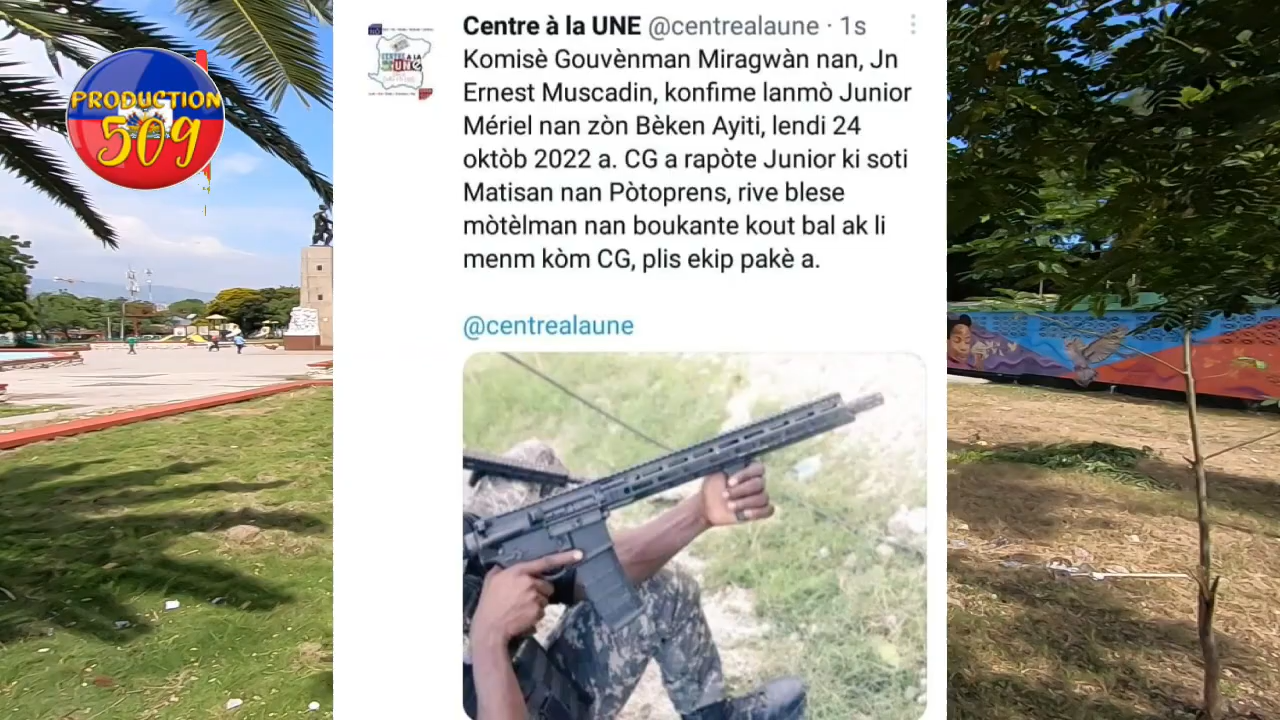 PRODUCTION
509
Centre à la UNE @centrealaune · 1s
Komisè Gouvènman Miragwàn nan, Jn
Ernest Muscadin, konfime lanmò Junior
Mériel nan zòn Bèken Ayiti, lendi 24
oktòb 2022 a. CG a rapòte Junior ki soti
Matisan nan Pòtoprens, rive blese
mòtèlman nan boukante kout bal ak li
menm kòm CG, plis ekip pakè a.
@centrealaune